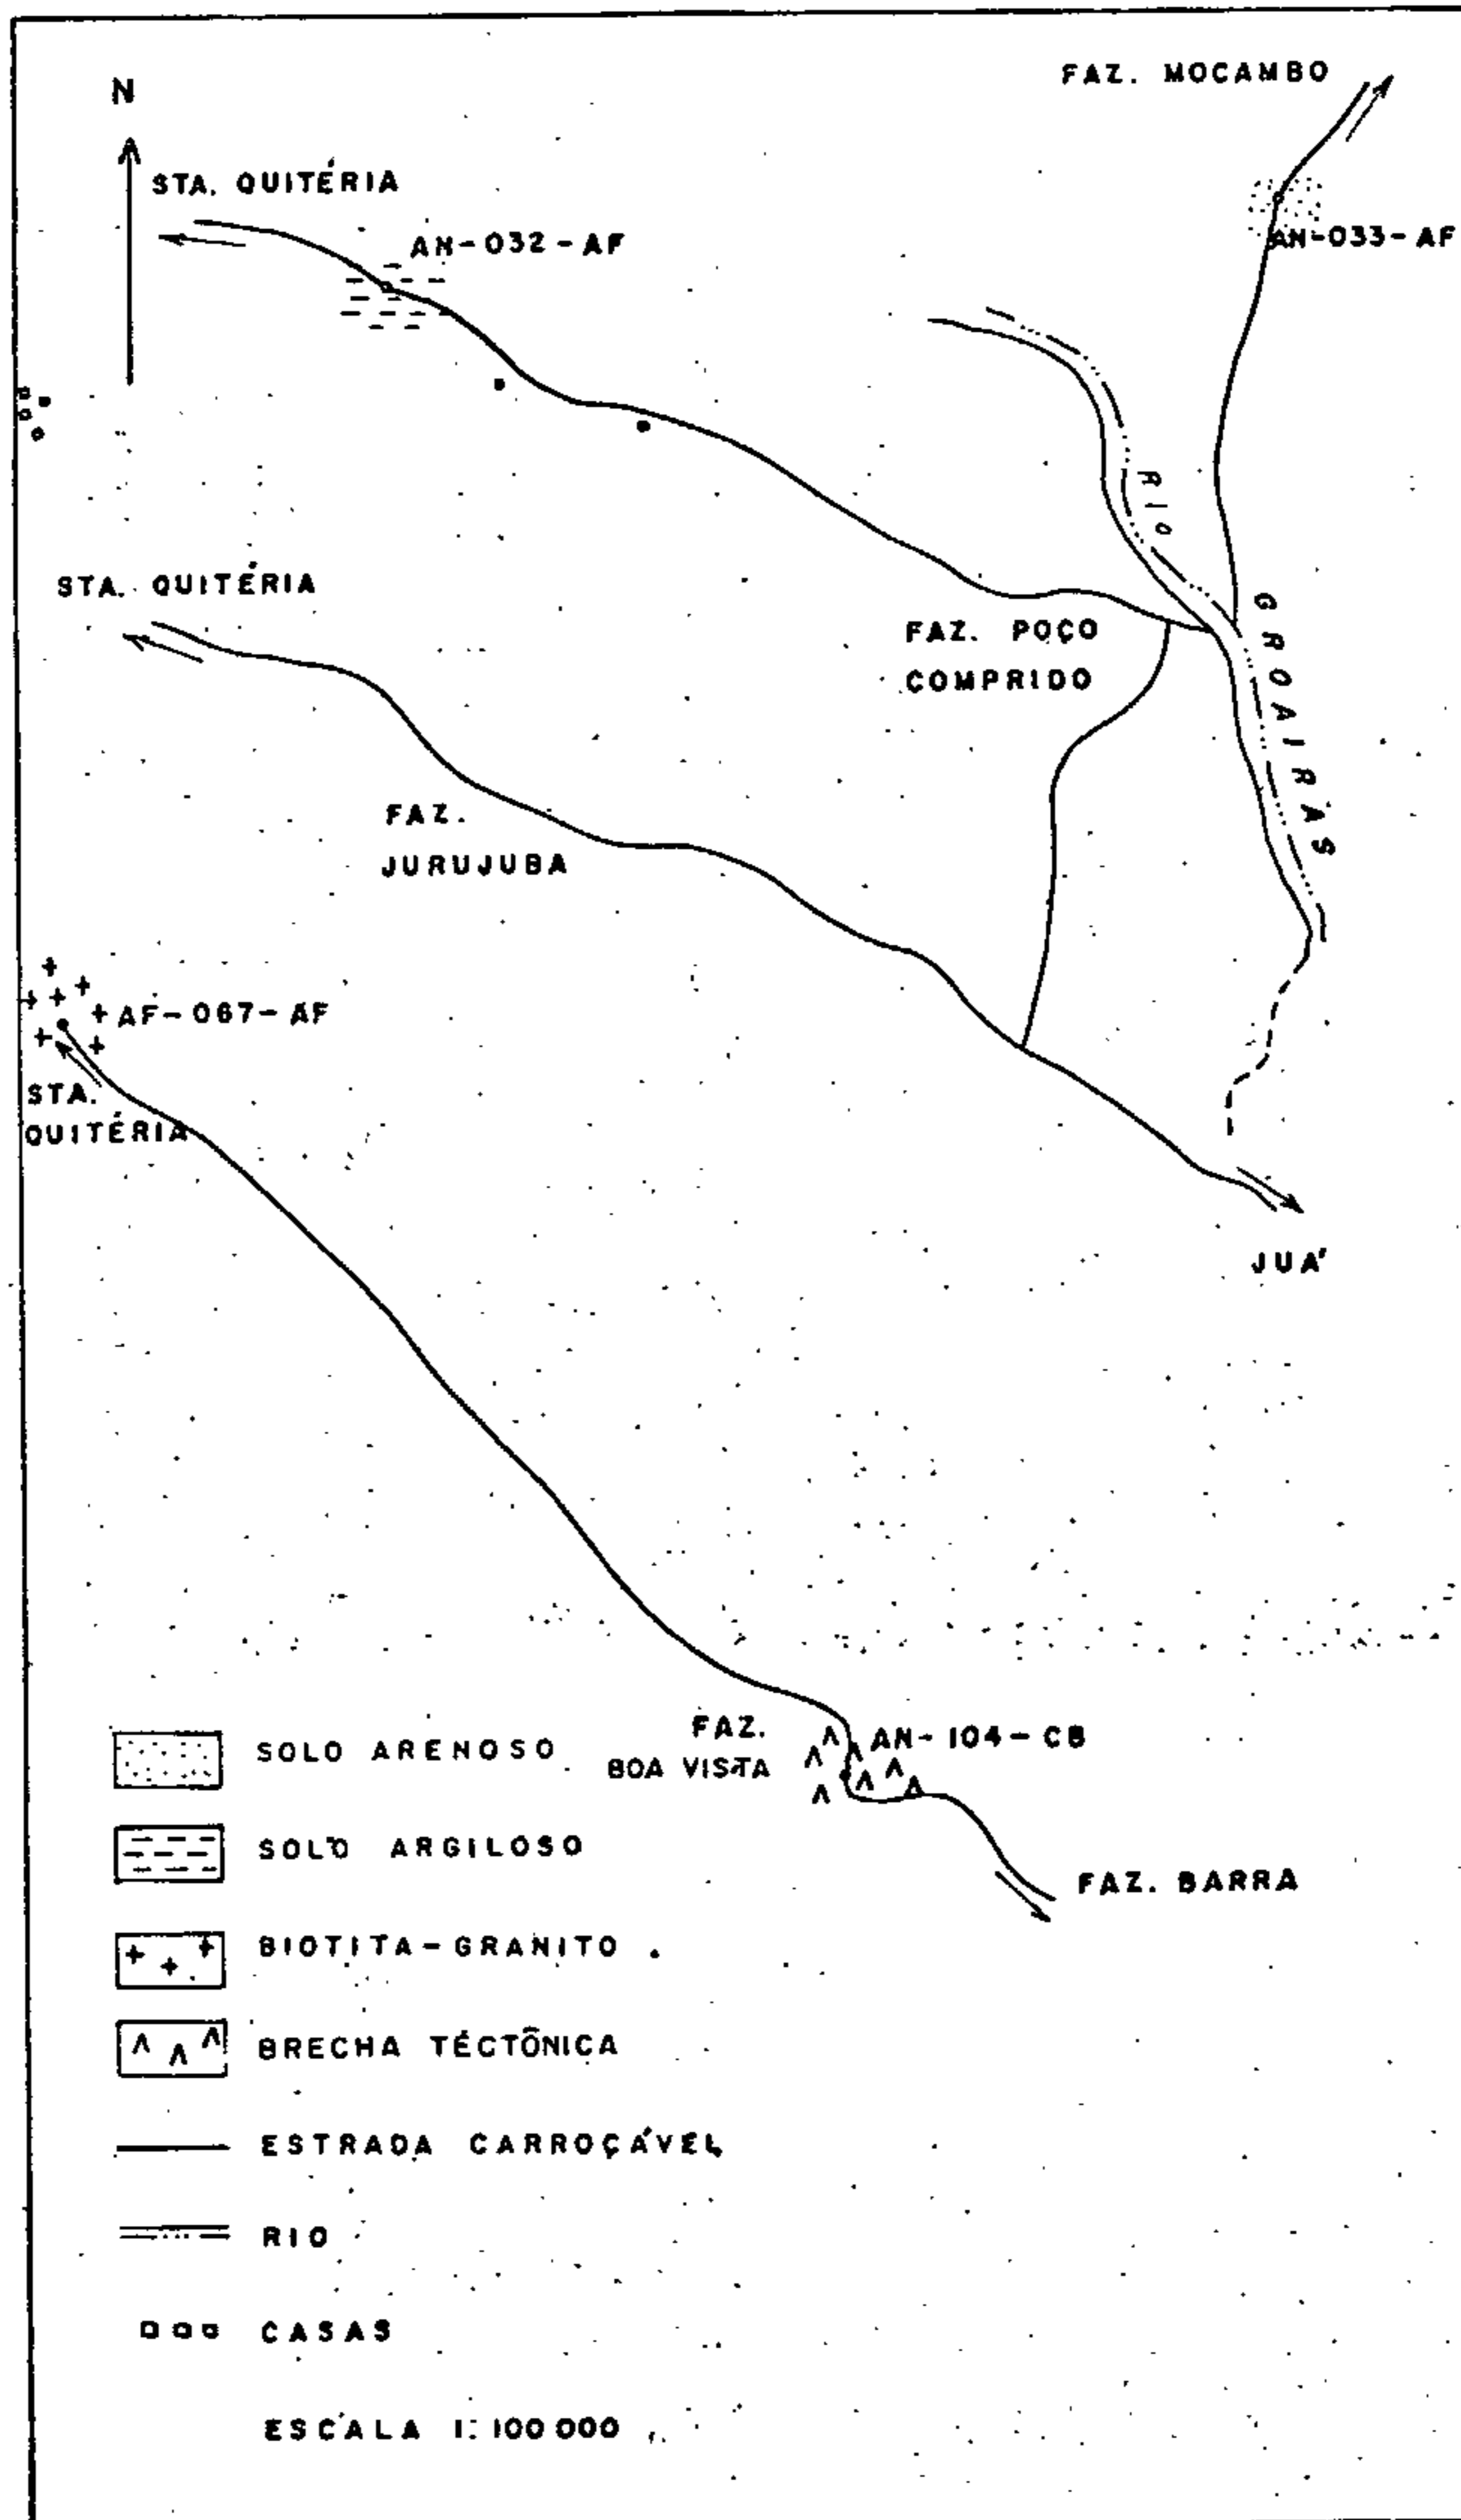 FAZ. MOCAMBO
N
STA. QUITÉRIA
AN-032-AF
AN-033-AF
RIO GROAIRAS
STA. QUITÉRIA
FAZ. POÇO
COMPRIDO
FAZ.
JURUJUBA
AF-067-AF
STA.
QUITÉRIA
JUÁ
FAZ.
BOA VISTA
AN-104-CB
FAZ. BARRA
SOLO ARENOSO
SOLO ARGILOSO
BIOTITA-GRANITO
BRECHA TÉCTÔNICA
ESTRADA CARROÇÁVEL
RIO
CASAS
ESCALA 1:100 000